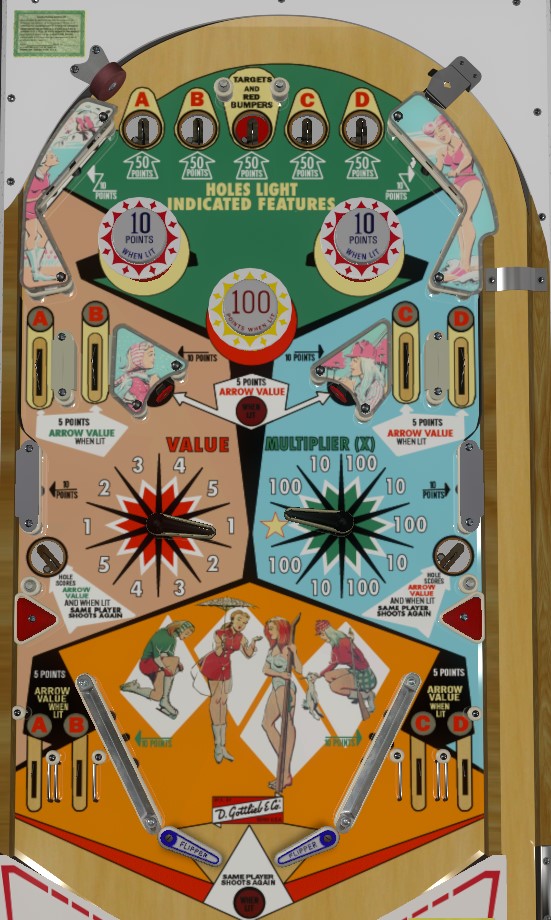 TARGETS
AND
RED
BUMPERS
A
B
C
D
50
POINTS
50
POINTS
50
POINTS
50
POINTS
50
POINTS
10
POINTS
10
POINTS
HOLES LIGHT
INDICATED FEATURES
10
POINTS
WHEN LIT
10
POINTS
WHEN LIT
100
POINTS WHEN LIT
A
B
C
D
10 POINTS
10 POINTS
5 POINTS
ARROW VALUE
WHEN
LIT
5 POINTS
ARROW VALUE
WHEN LIT
5 POINTS
ARROW VALUE
WHEN LIT
VALUE
MULTIPLIER (X)
3
4
2
5
1
1
5
2
4
3
10
100
100
10
100
10
10
10
100
10
POINTS
10
POINTS
HOLE
SCORES
ARROW
VALUE
AND WHEN LIT
SAME PLAYER
SHOOTS AGAIN
HOLE
SCORES
ARROW
VALUE
AND WHEN LIT
SAME PLAYER
SHOOTS AGAIN
5 POINTS
ARROW
VALUE
WHEN
LIT
A
B
5 POINTS
ARROW
VALUE
WHEN
LIT
C
D
10 POINTS
10 POINTS
D. Gottlieb & Co.
FLIPPER
FLIPPER
SAME PLAYER
SHOOTS AGAIN
WHEN
LIT